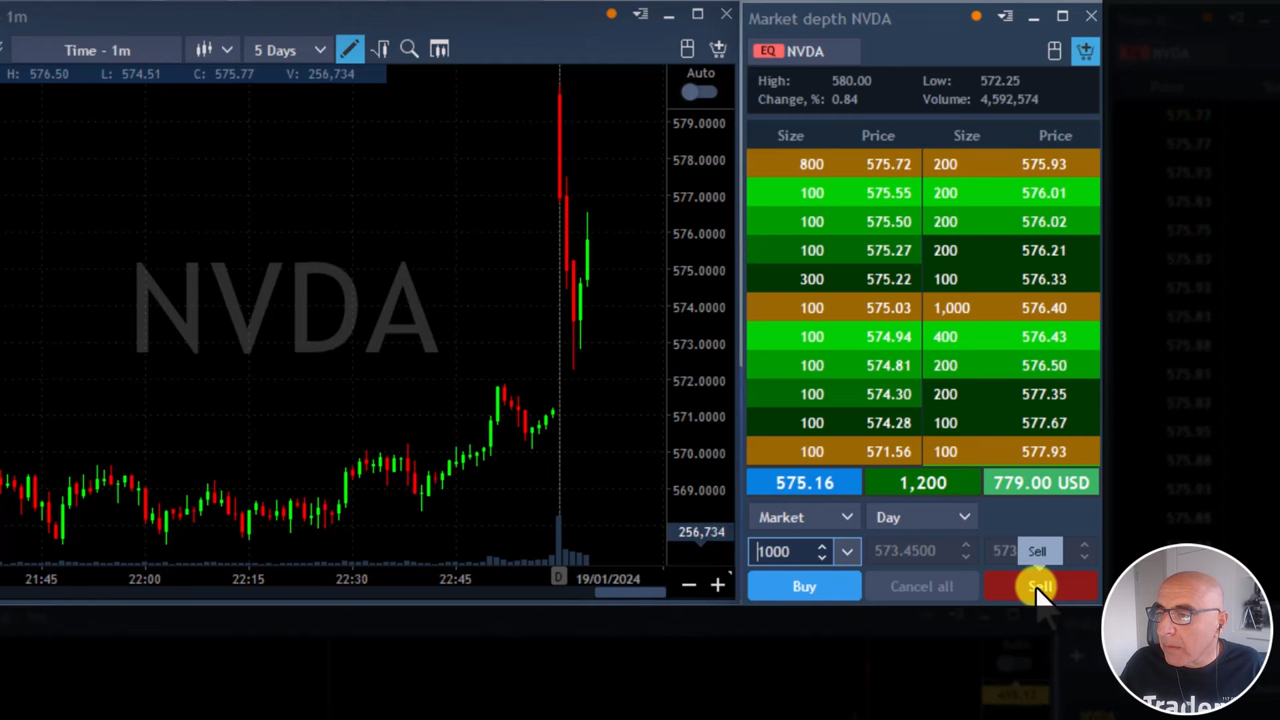 1m
Time - 1m
5 Days
H: 576.50 L: 574.51 C: 575.77 V: 256,734
Auto
579.0000
578.0000
577.0000
576.0000
575.0000
574.0000
573.0000
572.0000
571.0000
570.0000
569.0000
256,734
NVDA
21:45 22:00 22:15 22:30 22:45 D 19/01/2024
Market depth NVDA
EQ NVDA
High: 580.00 Low: 572.25
Change, %: 0.84 Volume: 4,592,574
Size Price Size Price
800 575.72 200 575.93
100 575.55 200 576.01
100 575.50 200 576.02
100 575.27 200 576.21
300 575.22 100 576.33
100 575.03 1,000 576.40
100 574.94 400 576.43
100 574.81 200 576.50
100 574.30 200 577.35
100 574.28 100 577.67
100 571.56 100 577.93
575.16 1,200 779.00 USD
Market Day
1000 573.4500 573 Sell
Buy Cancel all Sell
Trader